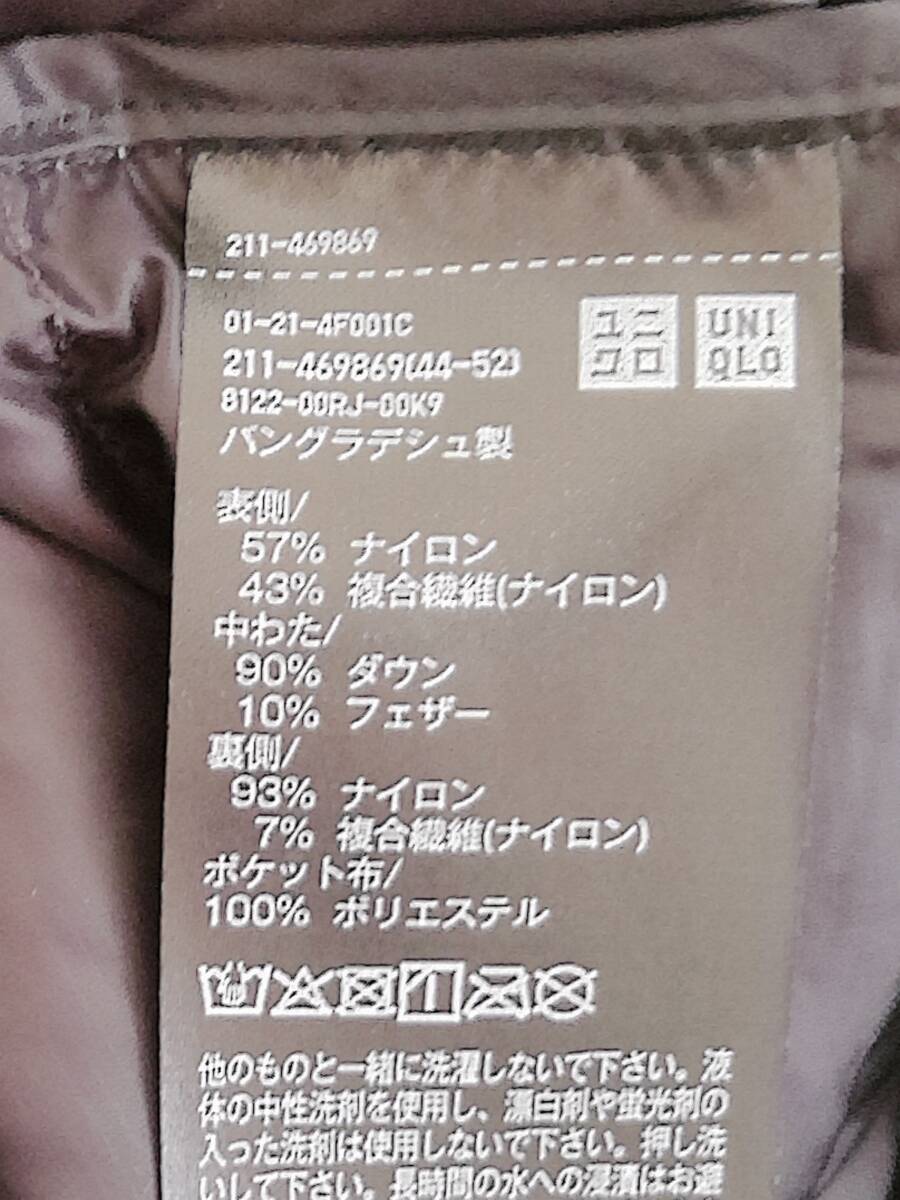 211-469869
01-21-4F001C
211-469869(44-52)
8122-00RJ-00K9
バングラデシュ製
ユニ
クロ
UNI
QLO
表側/
57% ナイロン
43% 複合繊維(ナイロン)
中わた/
90% ダウン
10% フェザー
裏側/
93% ナイロン
7% 複合繊維(ナイロン)
ポケット布/
100% ポリエステル
他のものと一緒に洗濯しないで下さい。液
体の中性洗剤を使用し、漂白剤や蛍光剤の
入った洗剤は使用しないで下さい。押し洗
いして下さい。長時間の水への浸漬はお避